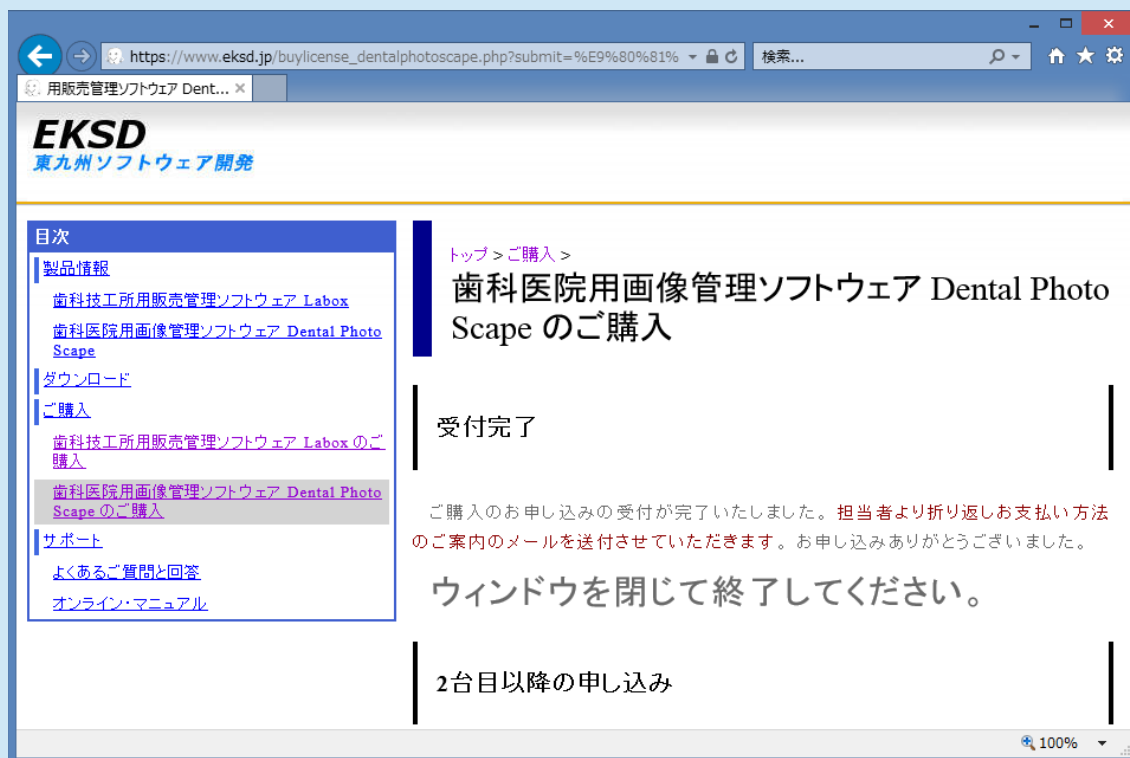 https://www.eksd.jp/buylicense_dentalphotoscape.php?submit=%E9%80%81%
検索...
用販売管理ソフトウェア Dent...
EKSD
東九州ソフトウェア開発
目次
製品情報
歯科技工所用販売管理ソフトウェア Labox
歯科医院用画像管理ソフトウェア Dental Photo
Scape
ダウンロード
ご購入
歯科技工所用販売管理ソフトウェア Labox のご
購入
歯科医院用画像管理ソフトウェア Dental Photo
Scape のご購入
サポート
よくあるご質問と回答
オンライン・マニュアル
トップ > ご購入 >
歯科医院用画像管理ソフトウェア Dental Photo
Scape のご購入
受付完了
ご購入のお申し込みの受付が完了いたしました。担当者より折り返しお支払い方法
のご案内のメールを送付させていただきます。お申し込みありがとうございました。
ウィンドウを閉じて終了してください。
2台目以降の申し込み
100%